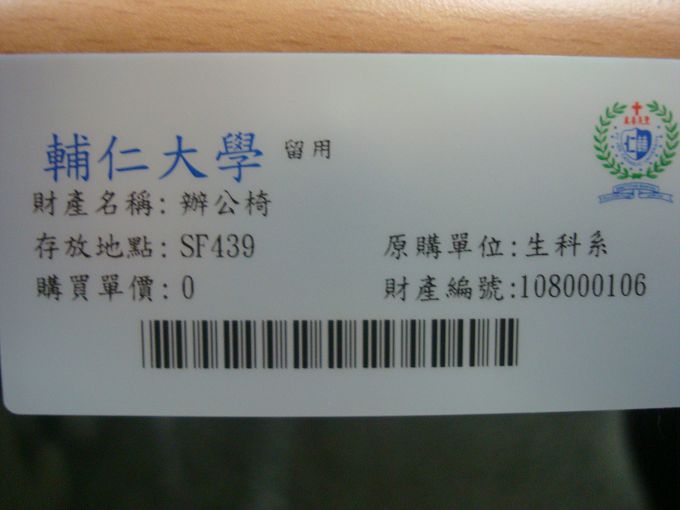 輔仁大學 留用
財產名稱: 辦公椅
存放地點: SF439 原購單位:生科系
購買單價: 0 財產編號:108000106